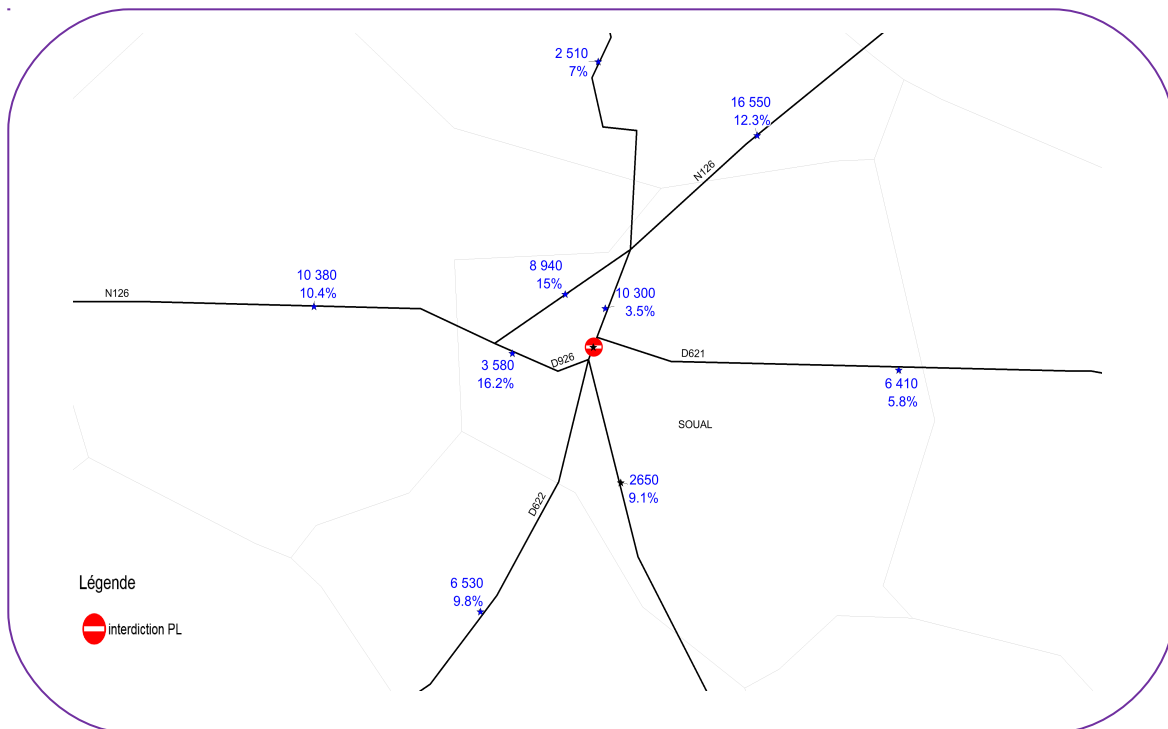 2 510
7%
16 550
12.3%
N126
8 940
15%
10 380
10.4%
N126
10 300
3.5%
D621
D926
3 580
16.2%
6 410
5.8%
SOUAL
2650
9.1%
D622
6 530
9.8%
Légende
interdiction PL